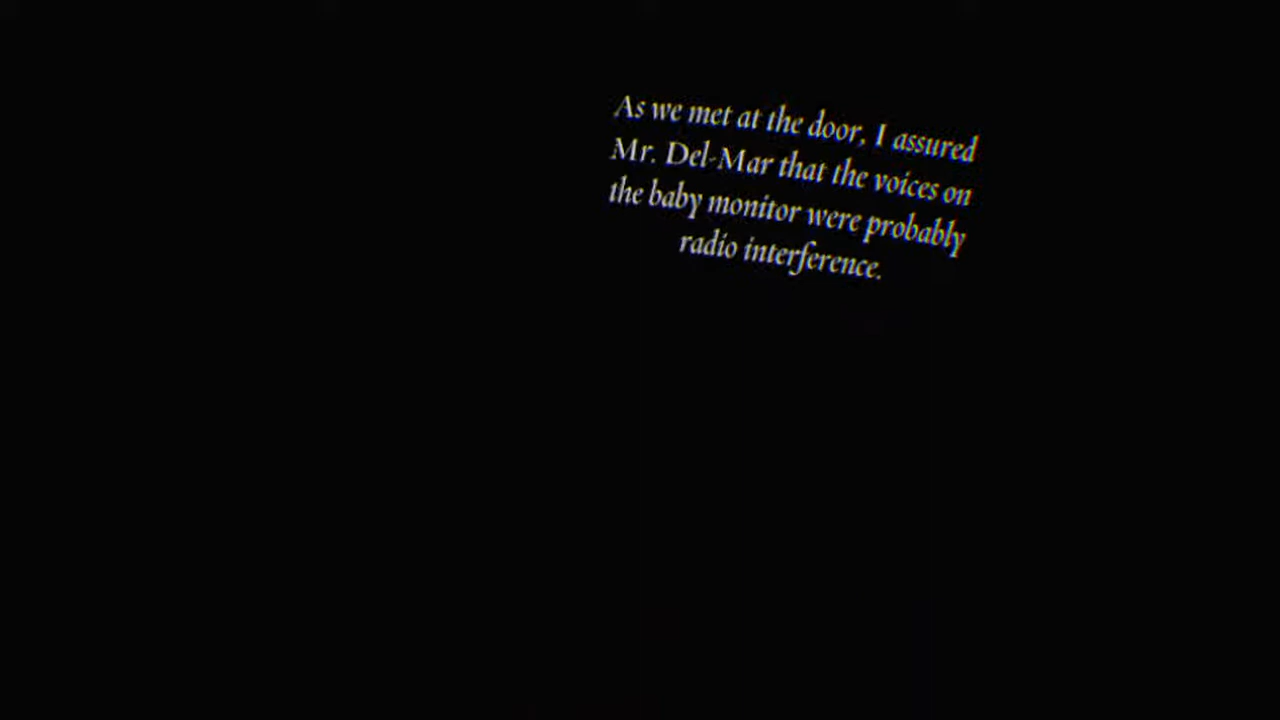 As we met at the door, I assured
Mr. Del-Mar that the voices on
the baby monitor were probably
radio interference.